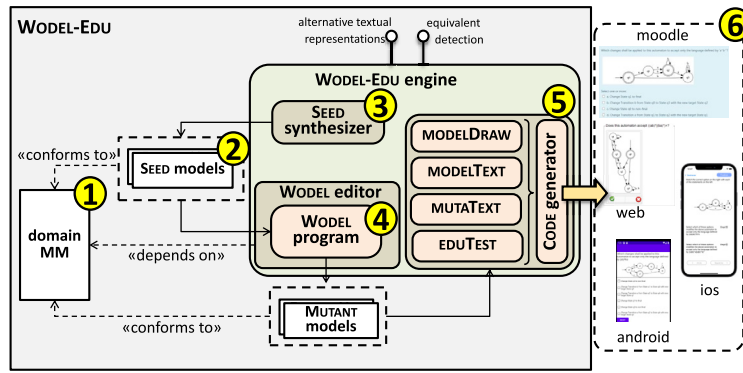 WODEL-EDU
alternative textual
representations
equivalent
detection
6
moodle
WODEL-EDU engine
3
SEED
synthesizer
5
2
SEED models
«conforms to»
MODELDRAW
MODELTEXT
MUTATEXT
EDUTEST
CODE generator
WODEL editor
4
WODEL
program
1
domain
MM
«depends on»
MUTANT
models
«conforms to»
web
ios
android